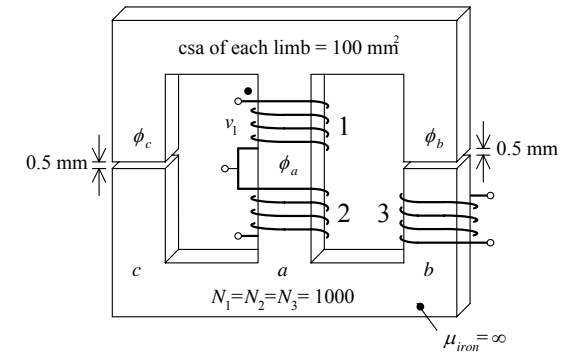 csa of each limb = 100 mm²
ϕc
v1
1
ϕb
0.5 mm
0.5 mm
ϕa
2
3
c
a
b
N1=N2=N3= 1000
μiron=∞